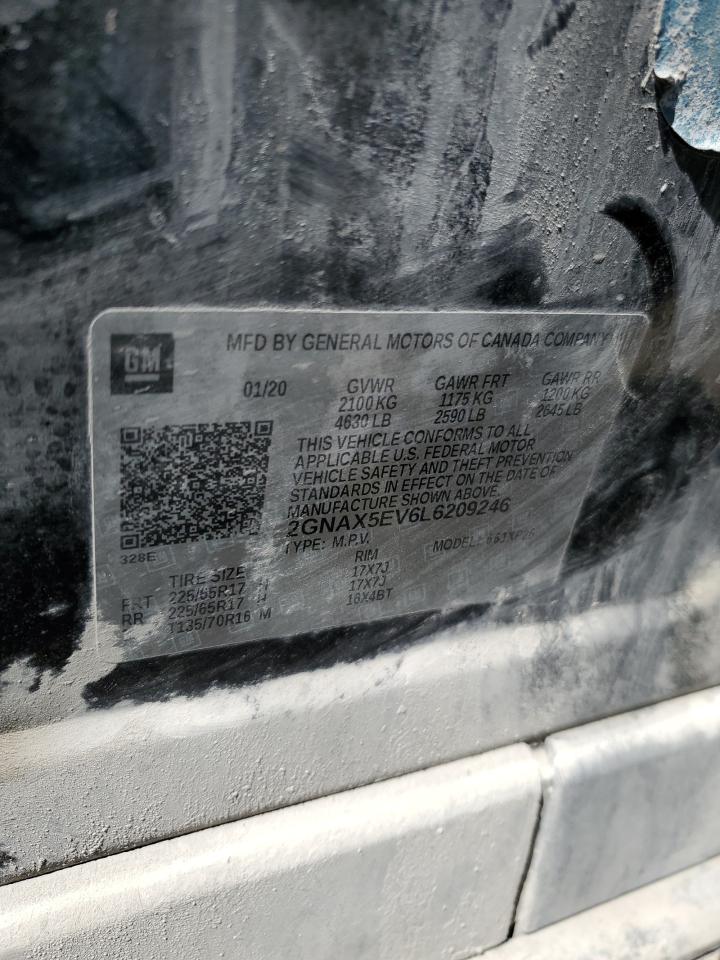 GM
MFD BY GENERAL MOTORS OF CANADA COMPANY
01/20 GVWR GAWR FRT GAWR RR
2100 KG 1175 KG 1200 KG
4630 LB 2590 LB 2645 LB
THIS VEHICLE CONFORMS TO ALL
APPLICABLE U.S. FEDERAL MOTOR
VEHICLE SAFETY AND THEFT PREVENTION
STANDARDS IN EFFECT ON THE DATE OF
MANUFACTURE SHOWN ABOVE.
2GNAX5EV6L6209246
TYPE: M.P.V. MODEL:
328E
TIRE SIZE RIM
FRT 225/65R17 17X7J
RR 225/65R17 17X7J
T135/70R16 M 16X4BT